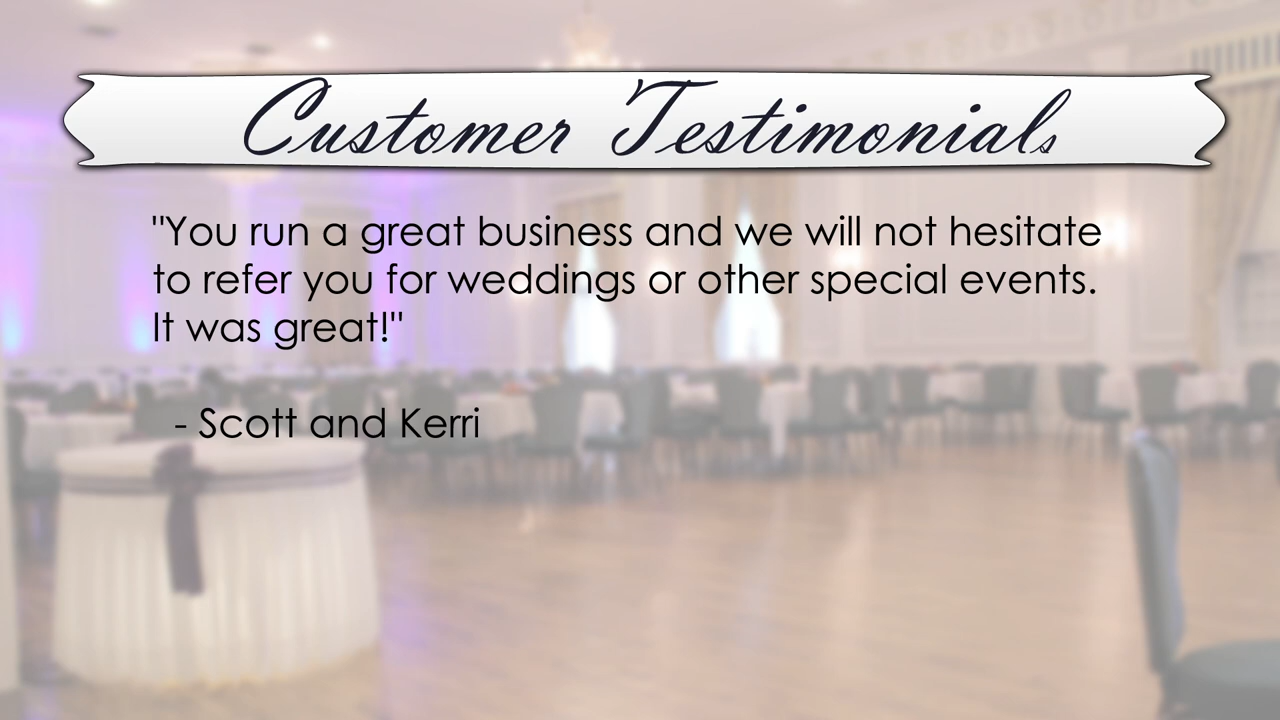 Customer Testimonials
"You run a great business and we will not hesitate
to refer you for weddings or other special events.
It was great!"
- Scott and Kerri